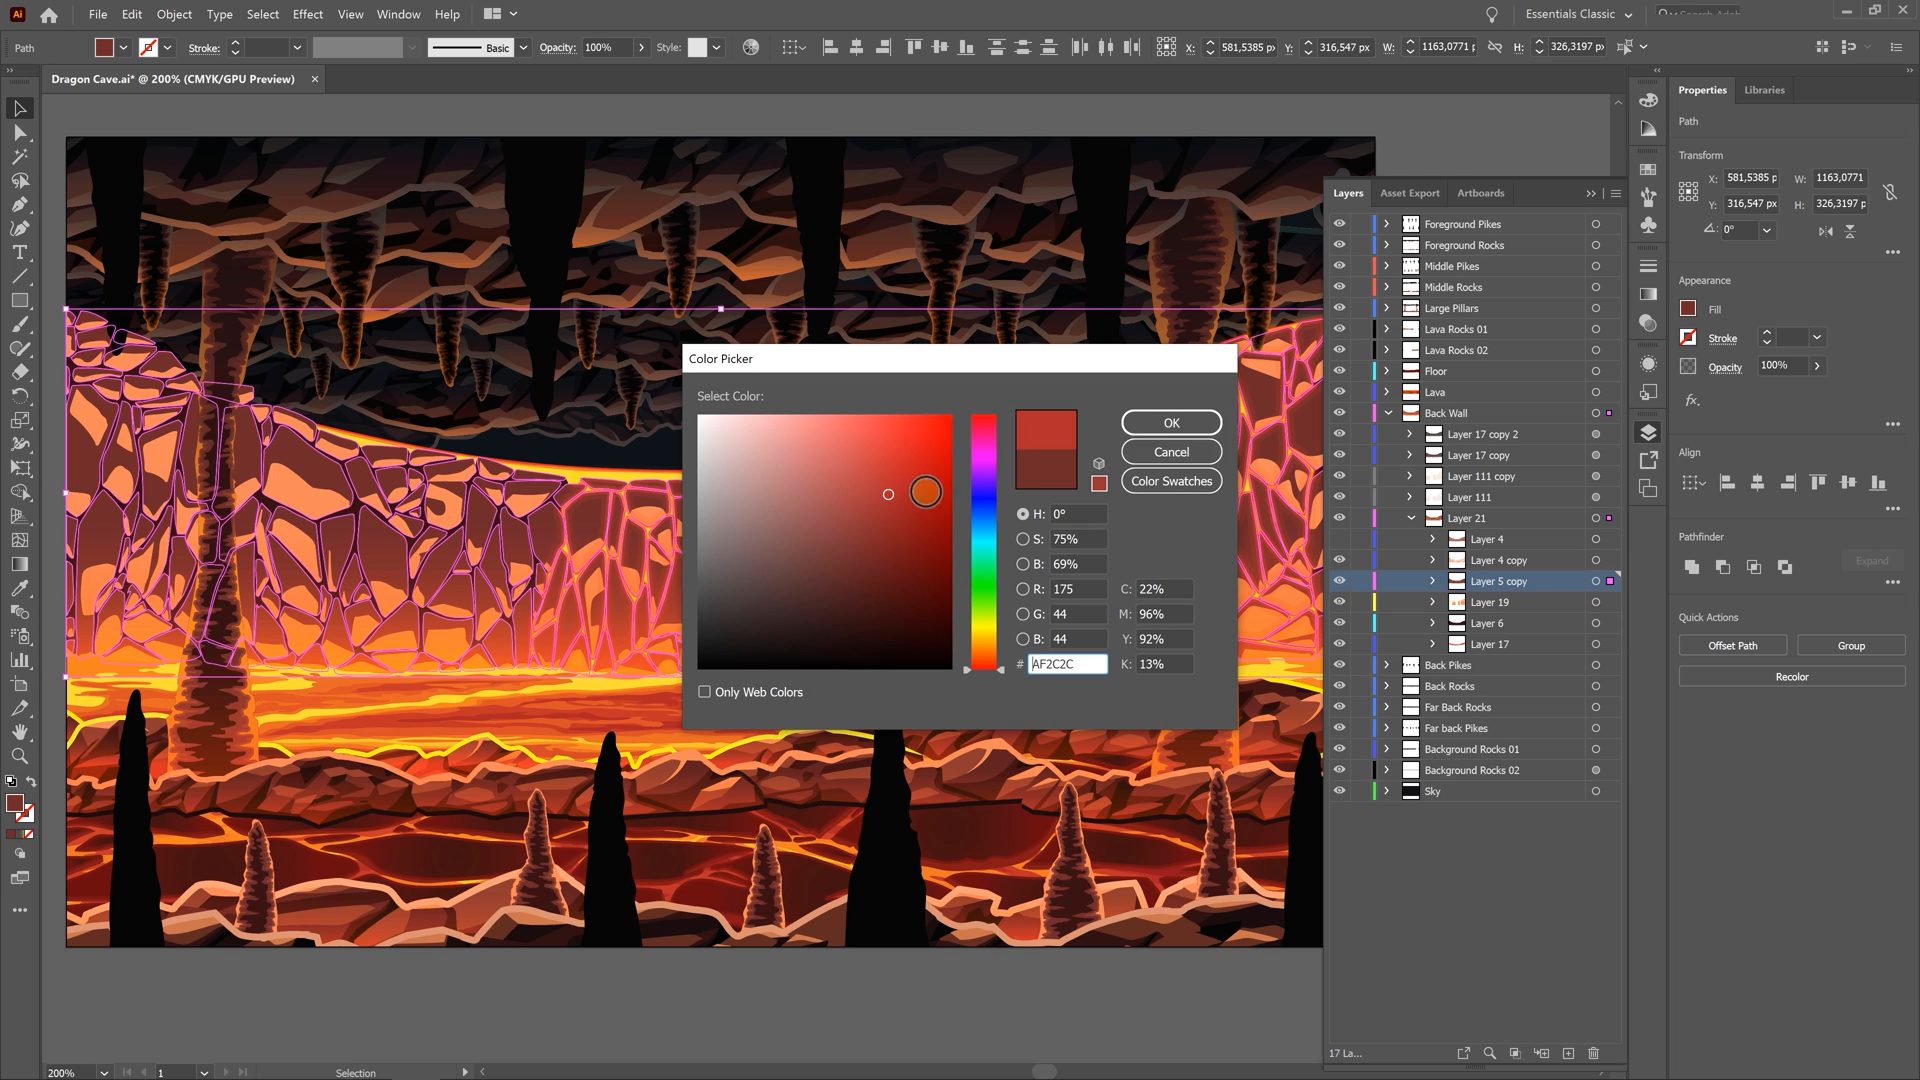 Ai File Edit Object Type Select Effect View Window Help Essentials Classic
Path Stroke: Basic Opacity: 100% Style: X: 581,5385 px Y: 316,547 px W: 1163,0771 H: 326,3197 px
Dragon Cave.ai* @ 200% (CMYK/GPU Preview) ×
Color Picker
Select Color:
OK
Cancel
Color Swatches
H: 0°
S: 75%
B: 69%
R: 175 C: 22%
G: 44 M: 96%
B: 44 Y: 92%
# AF2C2C K: 13%
Only Web Colors
Layers Asset Export Artboards
Foreground Pikes
Foreground Rocks
Middle Pikes
Middle Rocks
Large Pillars
Lava Rocks 01
Lava Rocks 02
Floor
Lava
Back Wall
Layer 17 copy 2
Layer 17 copy
Layer 111 copy
Layer 111
Layer 21
Layer 4
Layer 4 copy
Layer 5 copy
Layer 19
Layer 6
Layer 17
Back Pikes
Back Rocks
Far Back Rocks
Far back Pikes
Background Rocks 01
Background Rocks 02
Sky
17 La...
Properties Libraries
Path
Transform
X: 581,5385 p W: 1163,0771
Y: 316,547 px H: 326,3197 p
0°
Appearance
Fill
Stroke
Opacity 100%
fx.
Align
Pathfinder
Expand
Quick Actions
Offset Path Group
Recolor
200% 1 Selection